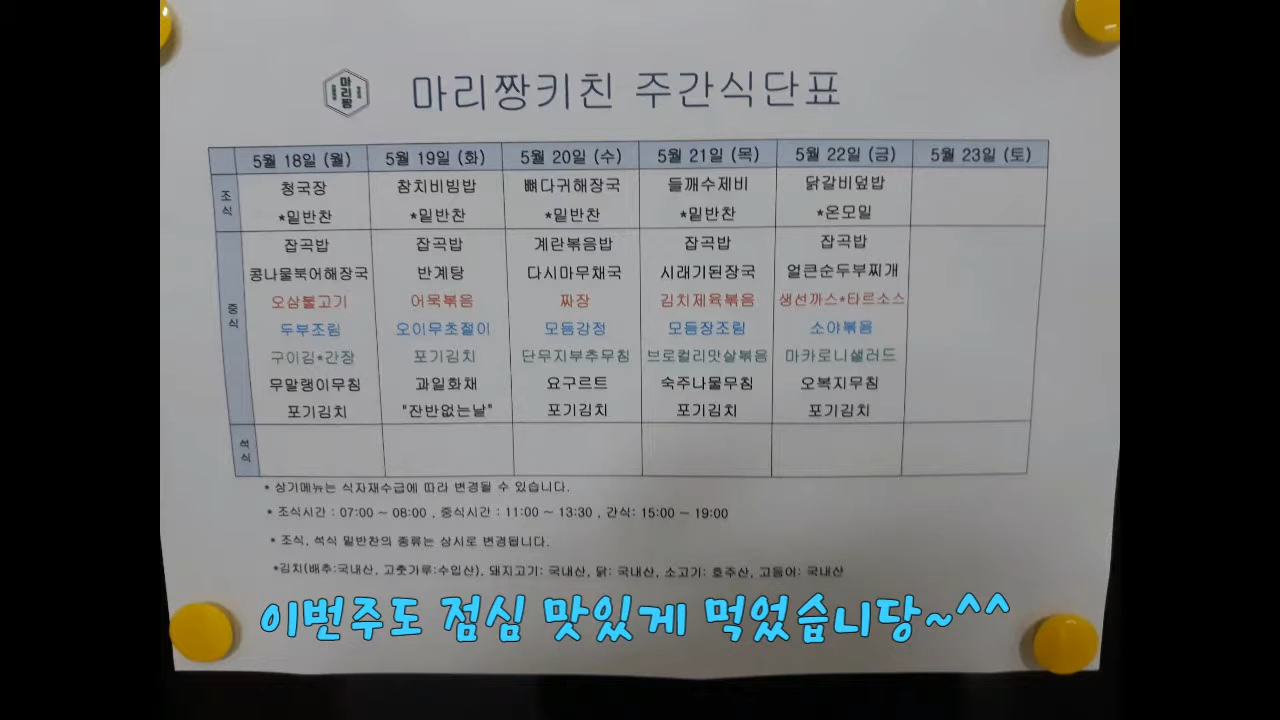 마리짱
마리짱키친 주간식단표
5월 18일 (월) 5월 19일 (화) 5월 20일 (수) 5월 21일 (목) 5월 22일 (금) 5월 23일 (토)
조식 청국장 참치비빙밥 뼈다귀해장국 들깨수제비 닭갈비덮밥
*밑반찬 *밑반찬 *밑반찬 *밑반찬 *온모밀
중식 잡곡밥 잡곡밥 계란볶음밥 잡곡밥 잡곡밥
콩나물북어해장국 반계탕 다시마무채국 시래기된장국 얼큰순두부찌개
오삼불고기 어묵볶음 짜장 김치제육볶음 생선까스*타르소스
두부조림 오이무초절이 모듬강정 모듬장조림 소야볶음
구이김*간장 포기김치 단무지부추무침 브로컬리맛살볶음 마카로니샐러드
무말랭이무침 과일화채 요구르트 숙주나물무침 오복지무침
포기김치 "잔반없는날" 포기김치 포기김치 포기김치
석식
* 상기메뉴는 식자재수급에 따라 변경될 수 있습니다.
* 조식시간 : 07:00 ~ 08:00 , 중식시간 : 11:00 ~ 13:30 , 간식: 15:00 ~ 19:00
* 조식, 석식 밑반찬의 종류는 상시로 변경됩니다.
*김치(배추:국내산, 고춧가루:수입산), 돼지고기: 국내산, 닭: 국내산, 소고기: 호주산, 고등어: 국내산
이번주도 점심 맛있게 먹었습니당~^^